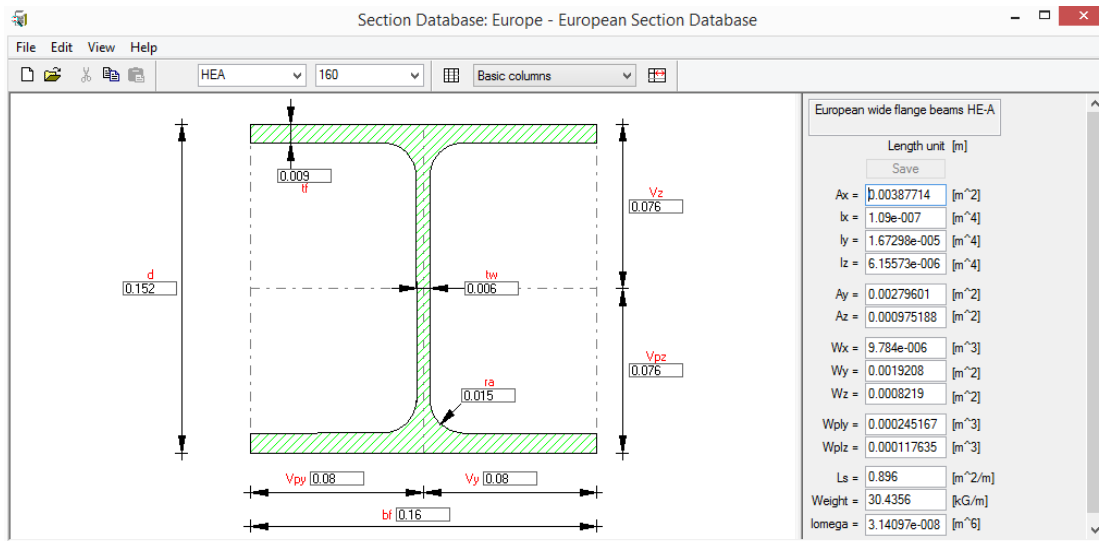 Section Database: Europe - European Section Database
File Edit View Help
HEA 160 Basic columns
European wide flange beams HE-A
Length unit [m]
Save
Ax = 0.00387714 [m^2]
Ix = 1.09e-007 [m^4]
Iy = 1.67298e-005 [m^4]
Iz = 6.15573e-006 [m^4]
Ay = 0.00279601 [m^2]
Az = 0.000975188 [m^2]
Wx = 9.784e-006 [m^3]
Wy = 0.0019208 [m^2]
Wz = 0.0008219 [m^2]
Wply = 0.000245167 [m^3]
Wplz = 0.000117635 [m^3]
Ls = 0.896 [m^2/m]
Weight = 30.4356 [kG/m]
Iomega = 3.14097e-008 [m^6]
0.009
tf
Vz
0.076
d
0.152
tw
0.006
Vpz
0.076
ra
0.015
Vpy 0.08
Vy 0.08
bf 0.16